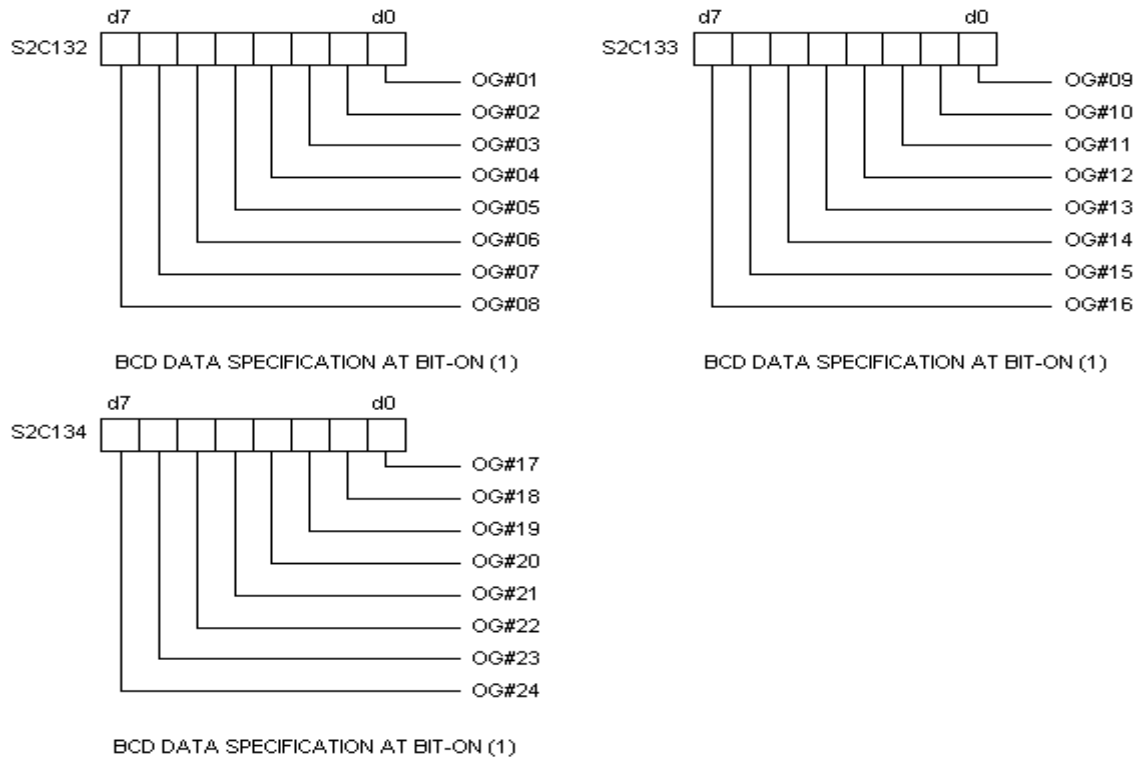 d7 d0
S2C132
OG#01
OG#02
OG#03
OG#04
OG#05
OG#06
OG#07
OG#08
BCD DATA SPECIFICATION AT BIT-ON (1)
d7 d0
S2C133
OG#09
OG#10
OG#11
OG#12
OG#13
OG#14
OG#15
OG#16
BCD DATA SPECIFICATION AT BIT-ON (1)
d7 d0
S2C134
OG#17
OG#18
OG#19
OG#20
OG#21
OG#22
OG#23
OG#24
BCD DATA SPECIFICATION AT BIT-ON (1)